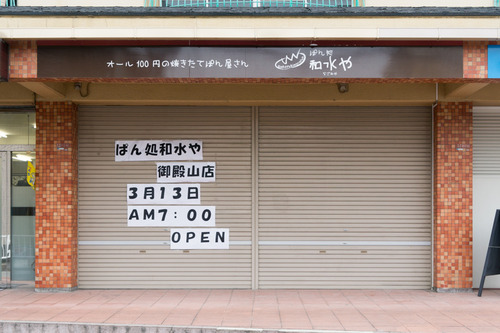 オール100円の焼きたてぱん屋さん
ぱん処
和水や
ぱん処和水や
御殿山店
3月13日
AM7:00
OPEN